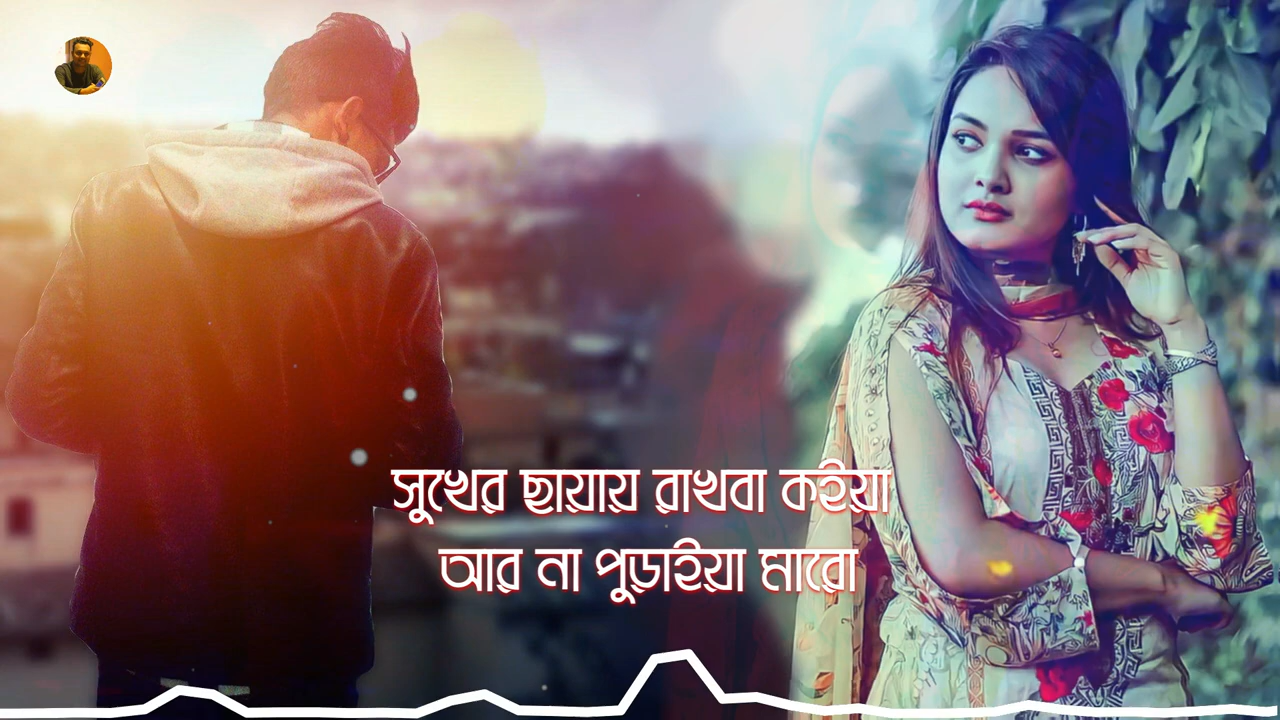 সুখের ছায়ায় রাখবা কইয়া
আর না পুড়াইয়া মারো